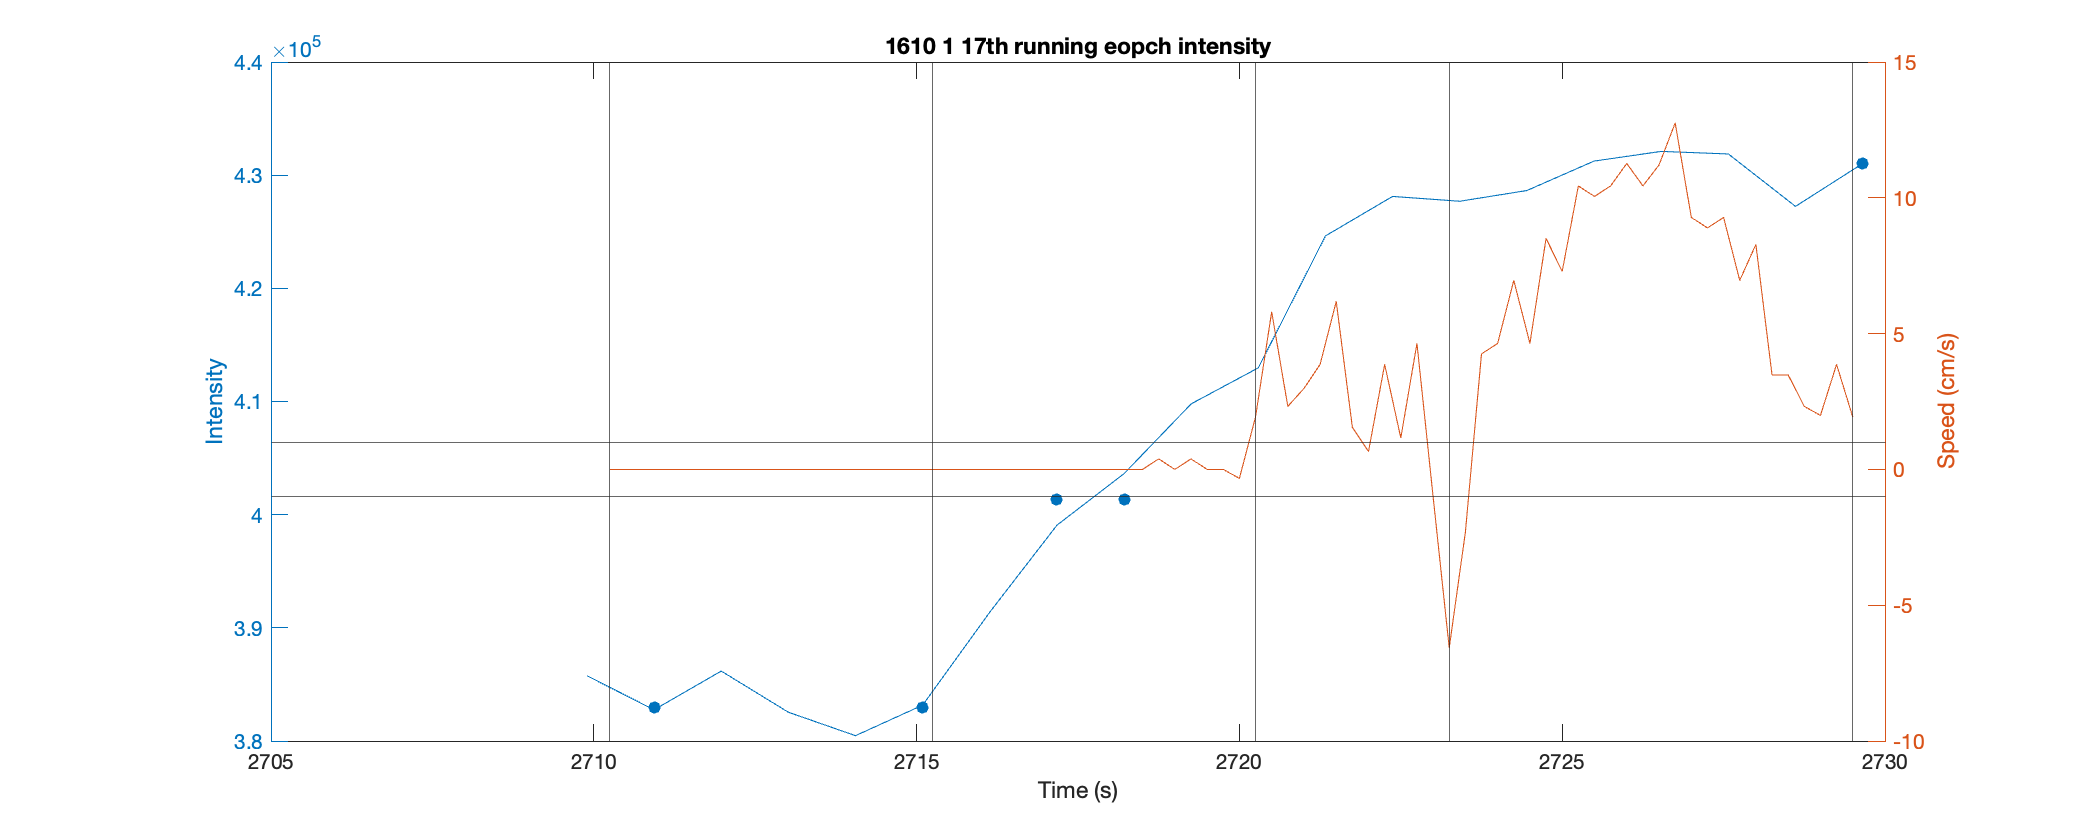 1610 1 17th running eopch intensity
×10^5
4.4
4.3
4.2
4.1
4
3.9
3.8
Intensity
15
10
5
0
-5
-10
Speed (cm/s)
2705 2710 2715 2720 2725 2730
Time (s)